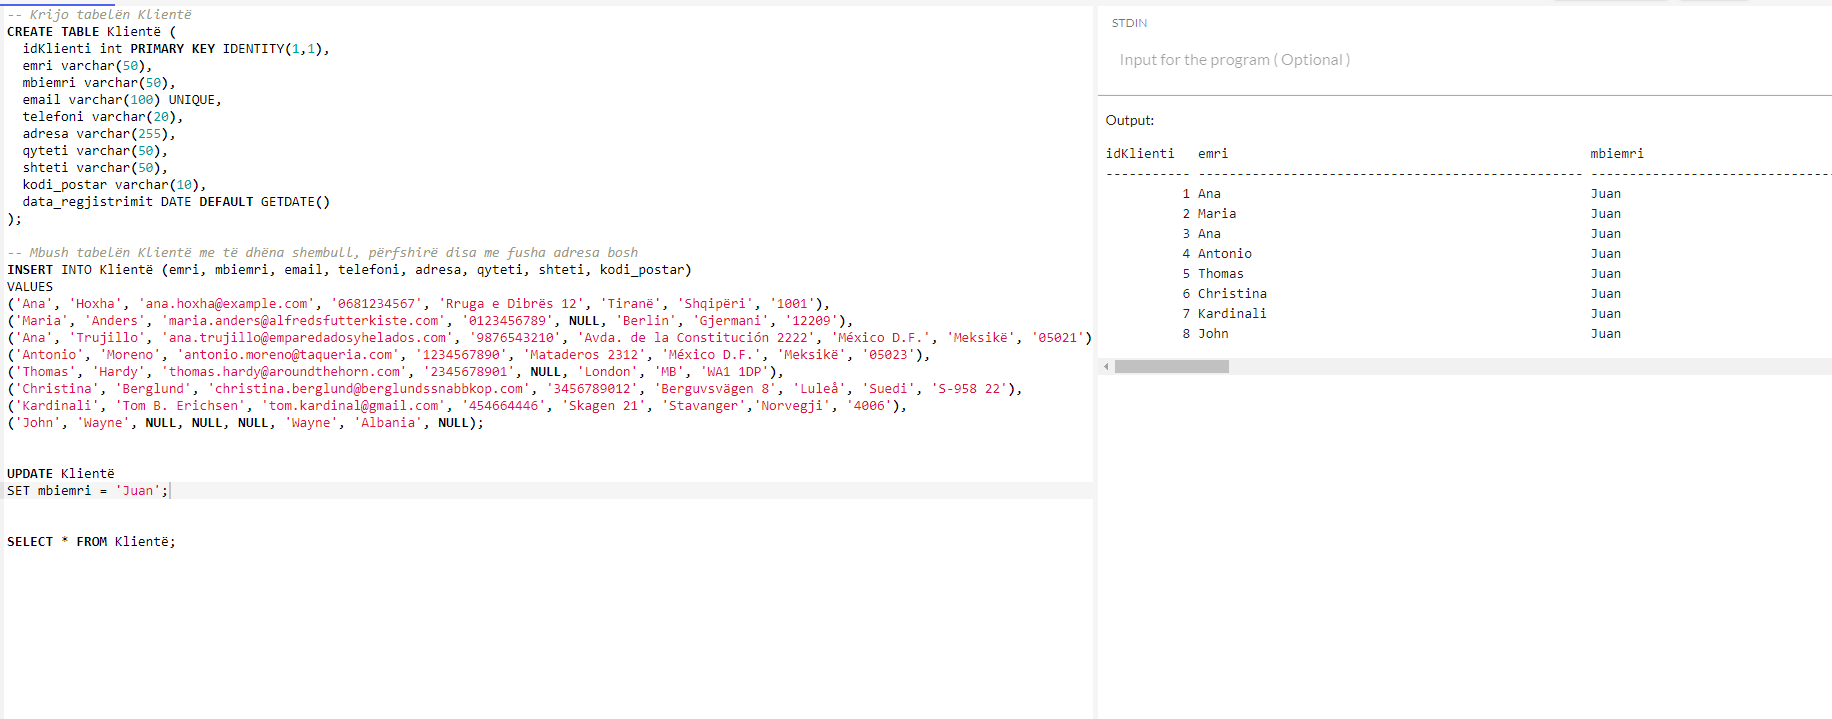 -- Krijo tabelën Klientë
CREATE TABLE Klientë (
idKlienti int PRIMARY KEY IDENTITY(1,1),
emri varchar(50),
mbiemri varchar(50),
email varchar(100) UNIQUE,
telefoni varchar(20),
adresa varchar(255),
qyteti varchar(50),
shteti varchar(50),
kodi_postar varchar(10),
data_regjistrimit DATE DEFAULT GETDATE()
);
-- Mbush tabelën Klientë me të dhëna shembull, përfshirë disa me fusha adresa bosh
INSERT INTO Klientë (emri, mbiemri, email, telefoni, adresa, qyteti, shteti, kodi_postar)
VALUES
('Ana', 'Hoxha', 'ana.hoxha@example.com', '0681234567', 'Rruga e Dibrës 12', 'Tiranë', 'Shqipëri', '1001'),
('Maria', 'Anders', 'maria.anders@alfredsfutterkiste.com', '0123456789', NULL, 'Berlin', 'Gjermani', '12209'),
('Ana', 'Trujillo', 'ana.trujillo@emparedadosyhelados.com', '9876543210', 'Avda. de la Constitución 2222', 'México D.F.', 'Meksikë', '05021')
('Antonio', 'Moreno', 'antonio.moreno@taqueria.com', '1234567890', 'Mataderos 2312', 'México D.F.', 'Meksikë', '05023'),
('Thomas', 'Hardy', 'thomas.hardy@aroundthehorn.com', '2345678901', NULL, 'London', 'MB', 'WA1 1DP'),
('Christina', 'Berglund', 'christina.berglund@berglundssnabbkop.com', '3456789012', 'Berguvsvägen 8', 'Luleå', 'Suedi', 'S-958 22'),
('Kardinali', 'Tom B. Erichsen', 'tom.kardinal@gmail.com', '454664446', 'Skagen 21', 'Stavanger','Norvegji', '4006'),
('John', 'Wayne', NULL, NULL, NULL, 'Wayne', 'Albania', NULL);
UPDATE Klientë
SET mbiemri = 'Juan';
SELECT * FROM Klientë;
STDIN
Input for the program ( Optional )
Output:
idKlienti emri mbiemri
----------- -------------------------------------------------- -------------------------------
1 Ana Juan
2 Maria Juan
3 Ana Juan
4 Antonio Juan
5 Thomas Juan
6 Christina Juan
7 Kardinali Juan
8 John Juan